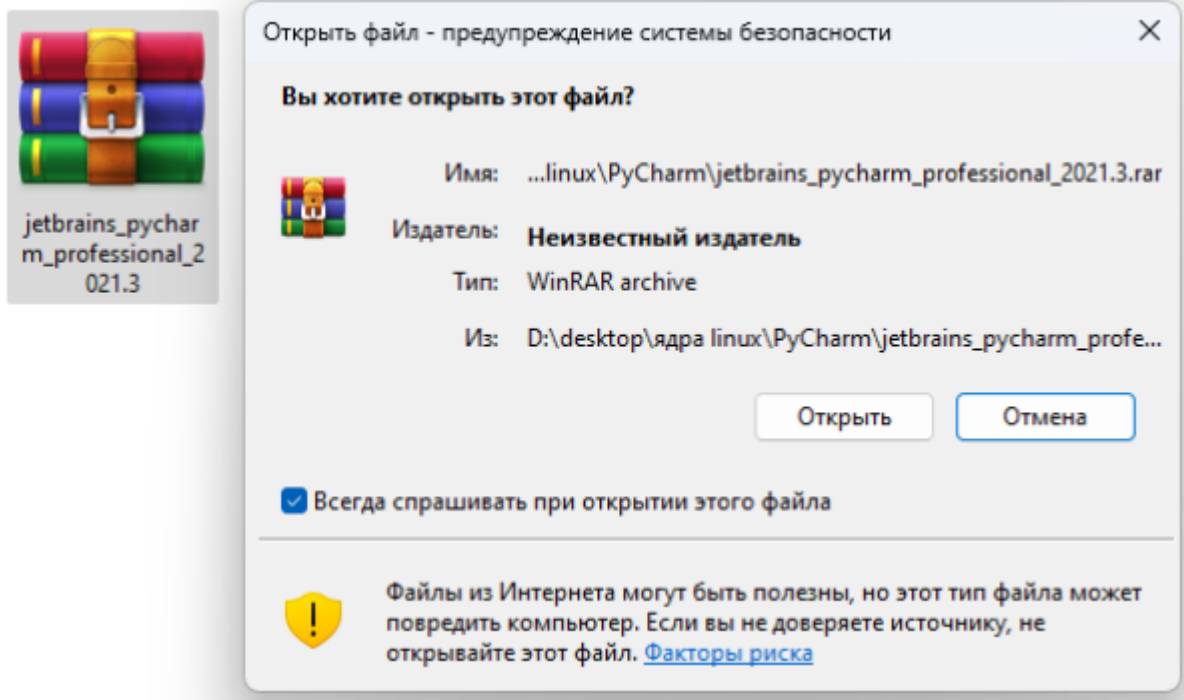 jetbrains_pychar
m_professional_2
021.3
Открыть файл - предупреждение системы безопасности
Вы хотите открыть этот файл?
Имя: ...linux\PyCharm\jetbrains_pycharm_professional_2021.3.rar
Издатель: Неизвестный издатель
Тип: WinRAR archive
Из: D:\desktop\ядра linux\PyCharm\jetbrains_pycharm_profe...
Открыть Отмена
Всегда спрашивать при открытии этого файла
Файлы из Интернета могут быть полезны, но этот тип файла может
повредить компьютер. Если вы не доверяете источнику, не
открывайте этот файл. Факторы риска